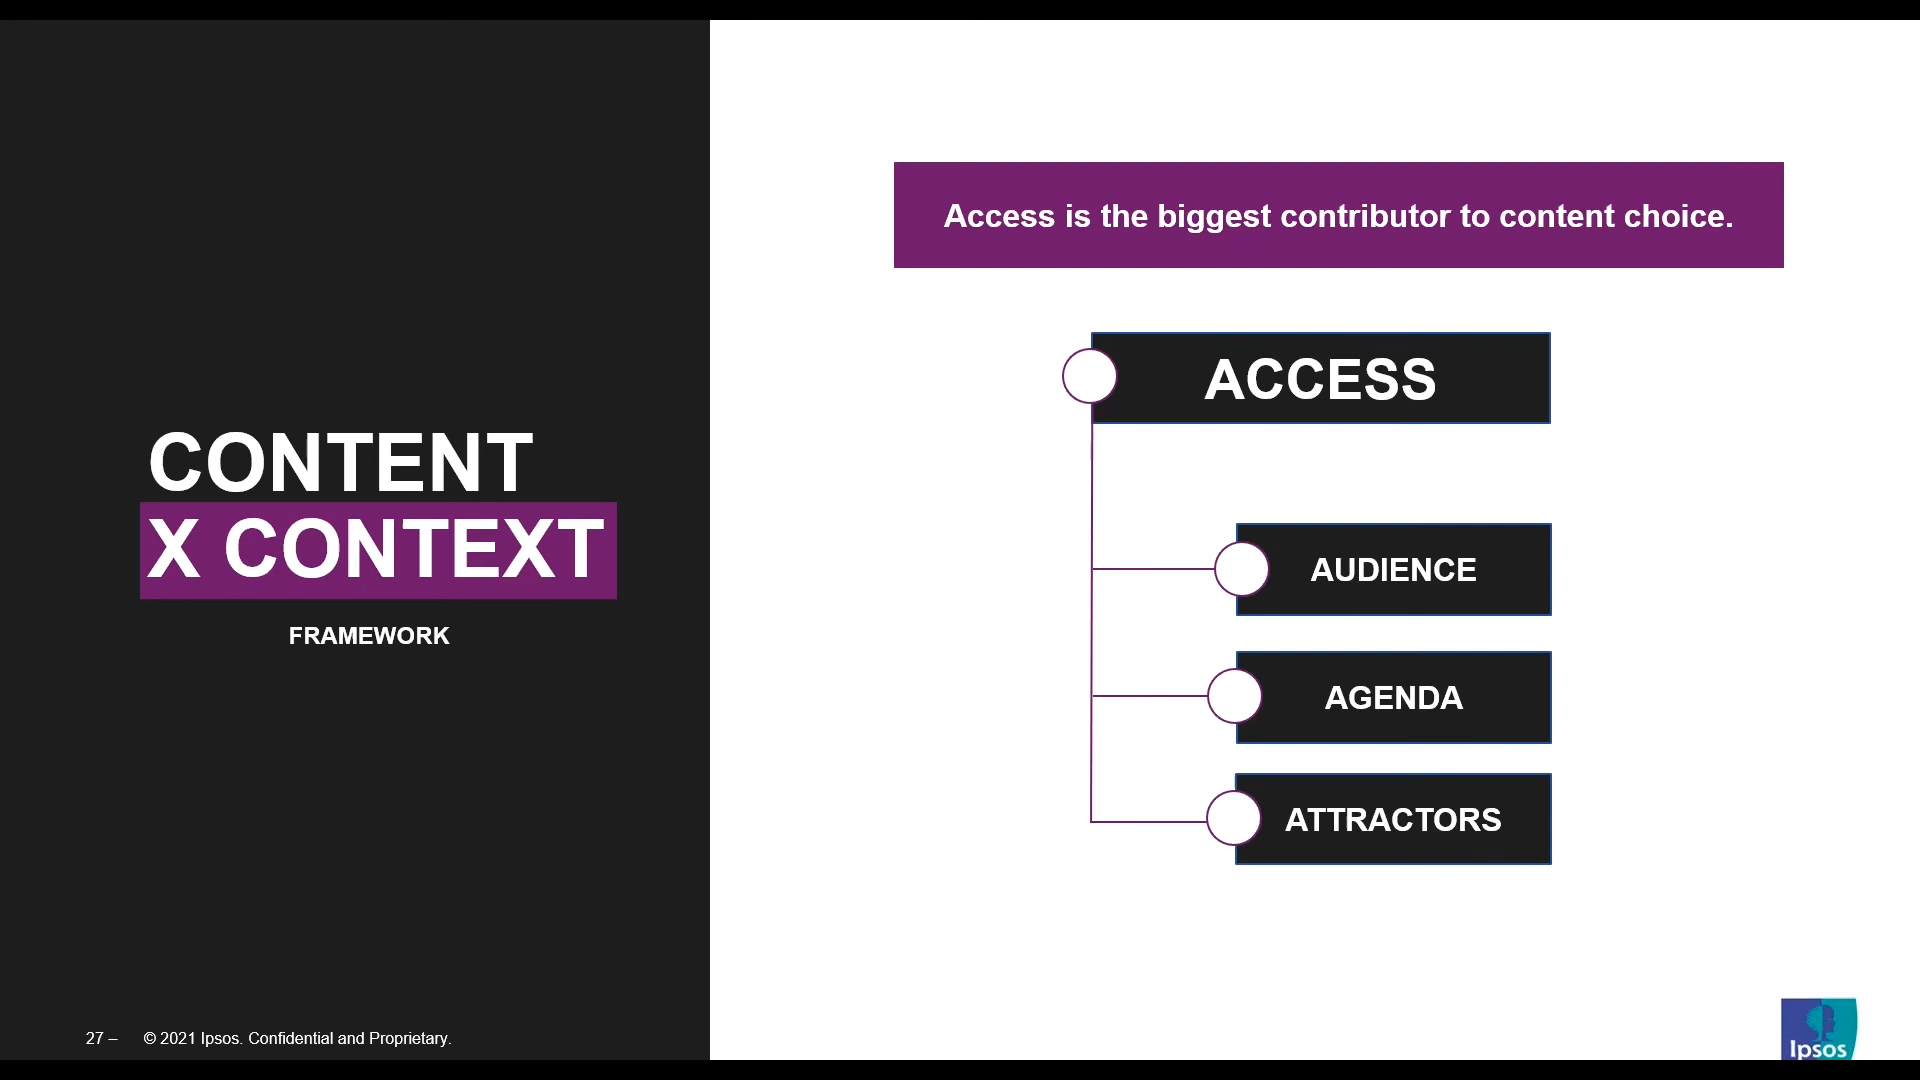 CONTENT
X CONTEXT
FRAMEWORK
Access is the biggest contributor to content choice.
ACCESS
AUDIENCE
AGENDA
ATTRACTORS
27 – © 2021 Ipsos. Confidential and Proprietary.
Ipsos